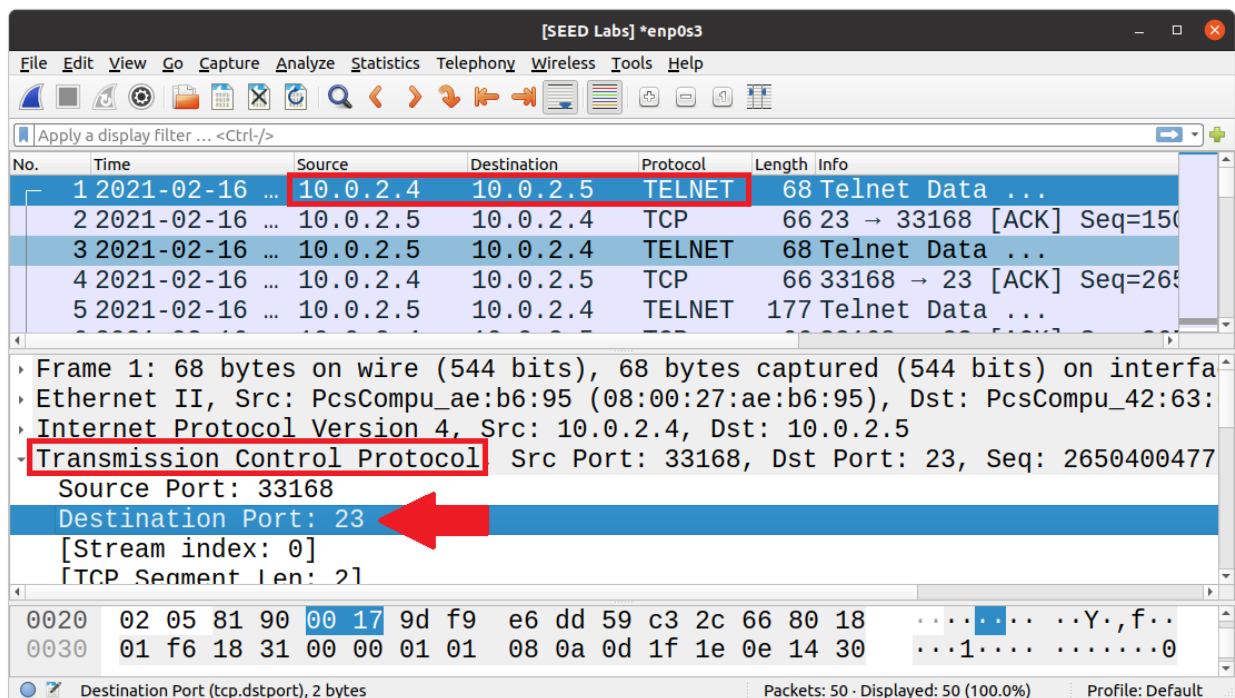 [SEED Labs] *enp0s3
File Edit View Go Capture Analyze Statistics Telephony Wireless Tools Help
Apply a display filter … <Ctrl-/>
No. Time Source Destination Protocol Length Info
1 2021-02-16 … 10.0.2.4 10.0.2.5 TELNET 68 Telnet Data ...
2 2021-02-16 … 10.0.2.5 10.0.2.4 TCP 66 23 → 33168 [ACK] Seq=150
3 2021-02-16 … 10.0.2.5 10.0.2.4 TELNET 68 Telnet Data ...
4 2021-02-16 … 10.0.2.4 10.0.2.5 TCP 66 33168 → 23 [ACK] Seq=265
5 2021-02-16 … 10.0.2.5 10.0.2.4 TELNET 177 Telnet Data ...
Frame 1: 68 bytes on wire (544 bits), 68 bytes captured (544 bits) on interfa
Ethernet II, Src: PcsCompu_ae:b6:95 (08:00:27:ae:b6:95), Dst: PcsCompu_42:63:
Internet Protocol Version 4, Src: 10.0.2.4, Dst: 10.0.2.5
Transmission Control Protocol, Src Port: 33168, Dst Port: 23, Seq: 2650400477
Source Port: 33168
Destination Port: 23
[Stream index: 0]
[TCP Segment Len: 2]
0020 02 05 81 90 00 17 9d f9 e6 dd 59 c3 2c 66 80 18 ········ ··Y·,f··
0030 01 f6 18 31 00 00 01 01 08 0a 0d 1f 1e 0e 14 30 ···1···· ·······0
Destination Port (tcp.dstport), 2 bytes Packets: 50 · Displayed: 50 (100.0%) Profile: Default